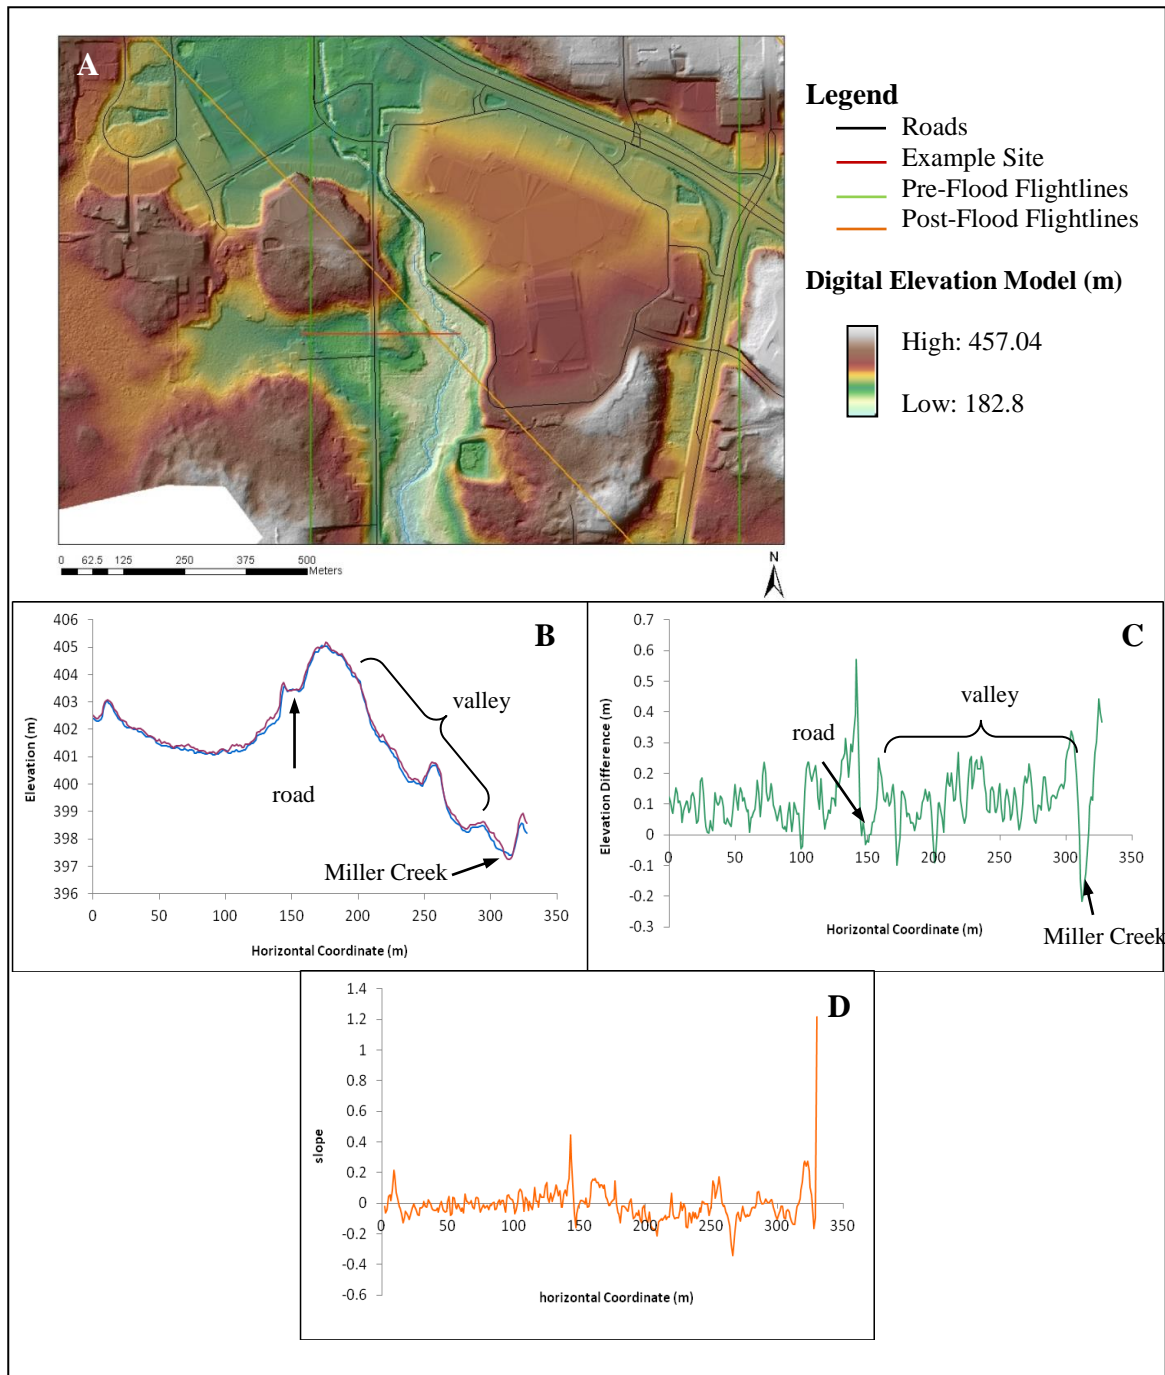 A
Legend
Roads
Example Site
Pre-Flood Flightlines
Post-Flood Flightlines
Digital Elevation Model (m)
High: 457.04
Low: 182.8
0 62.5 125 250 375 500
Meters
N
B
406
405
404
403
402
401
400
399
398
397
396
Elevation (m)
valley
road
Miller Creek
0 50 100 150 200 250 300 350
Horizontal Coordinate (m)
C
0.7
0.6
0.5
0.4
0.3
0.2
0.1
0
-0.1
-0.2
-0.3
Elevation Difference (m)
valley
road
0 50 100 150 200 250 300 350
Horizontal Coordinate (m)
Miller Creek
D
1.4
1.2
1
0.8
0.6
0.4
0.2
0
-0.2
-0.4
-0.6
slope
0 50 100 150 200 250 300 350
horizontal Coordinate (m)